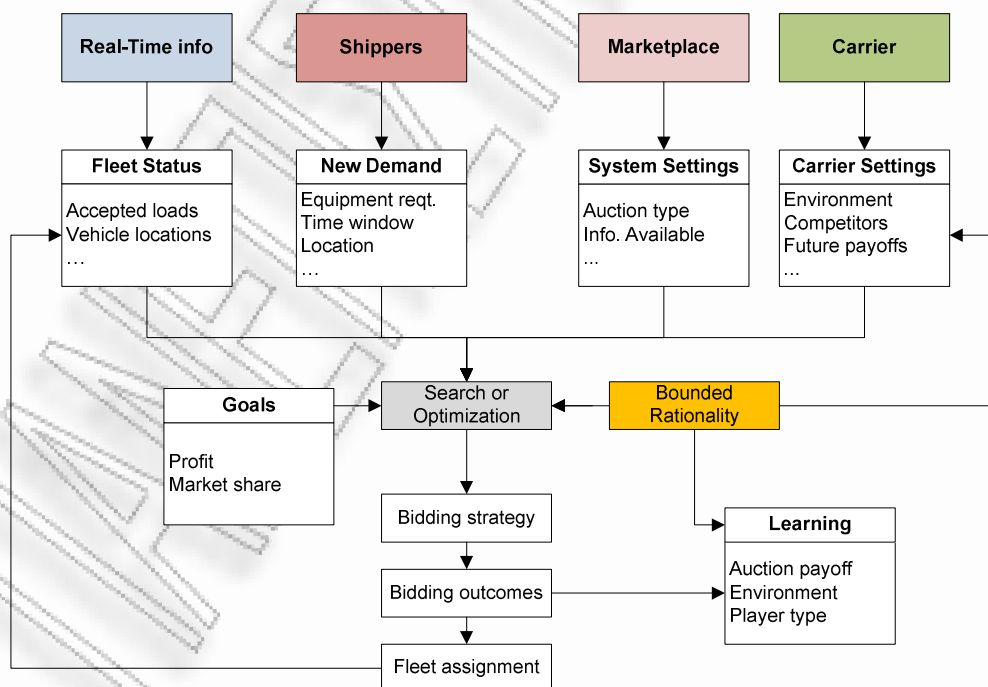 Real-Time info
Shippers
Marketplace
Carrier
Fleet Status
Accepted loads
Vehicle locations
…
New Demand
Equipment reqt.
Time window
Location
…
System Settings
Auction type
Info. Available
...
Carrier Settings
Environment
Competitors
Future payoffs
...
Goals
Profit
Market share
Search or
Optimization
Bounded
Rationality
Bidding strategy
Bidding outcomes
Fleet assignment
Learning
Auction payoff
Environment
Player type